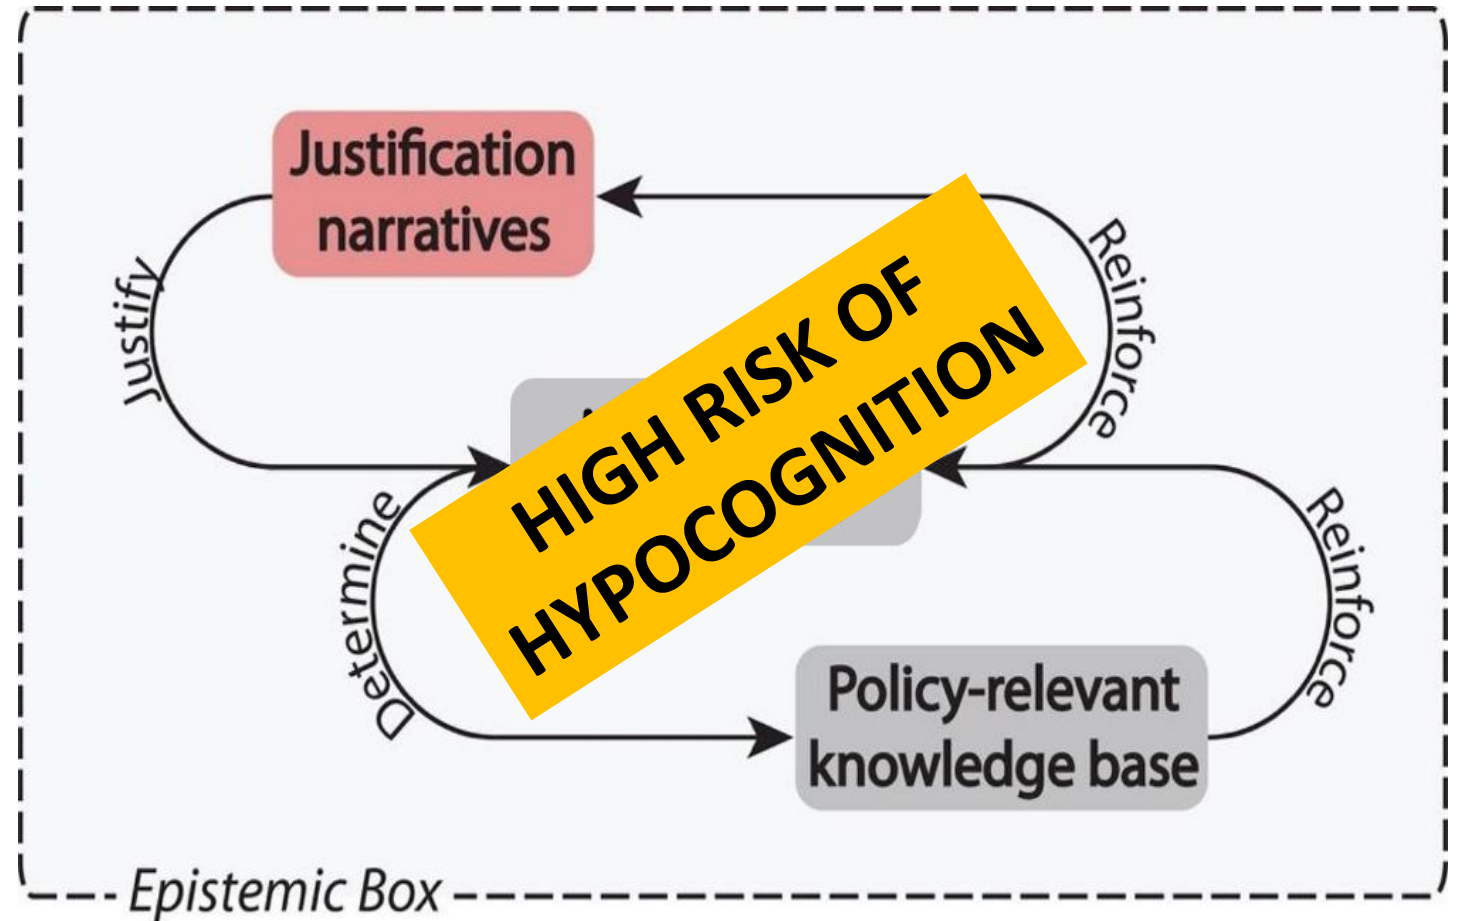 Justification
narratives
Justify
Reinforce
HIGH RISK OF
HYPOCOGNITION
Determine
Reinforce
Policy-relevant
knowledge base
Epistemic Box